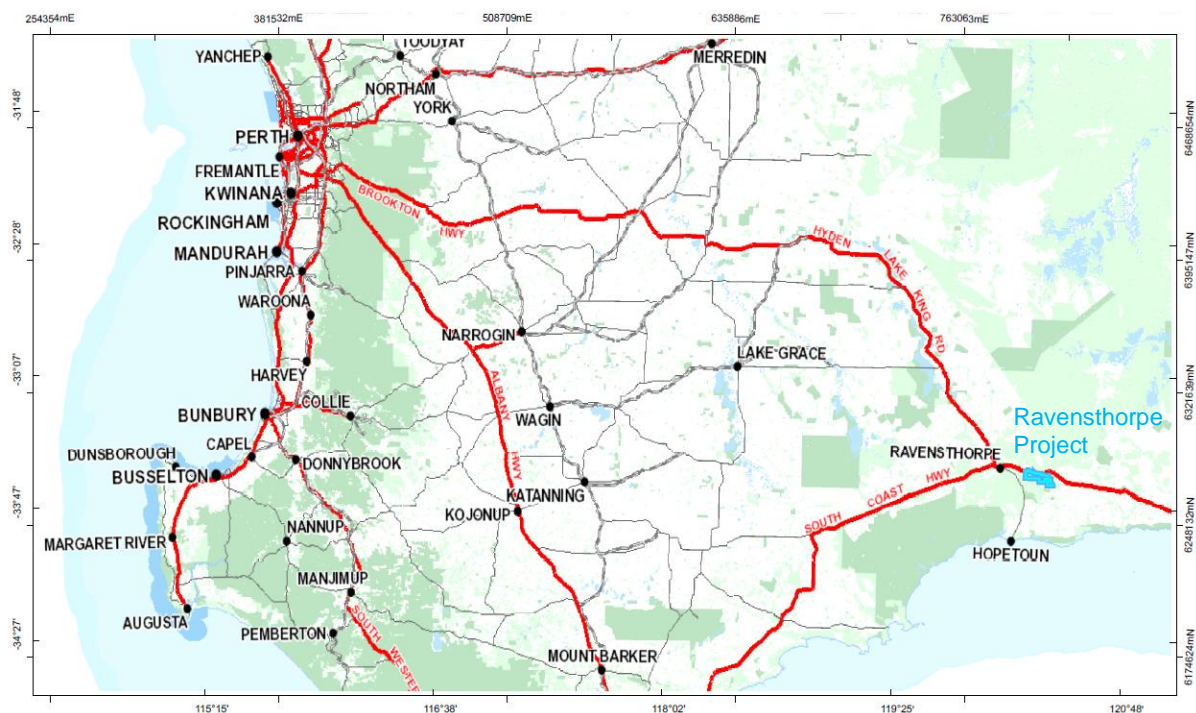 254354mE
381532mE
508709mE
635886mE
763063mE
TOODYAY
YANCHEP
MERREDIN
NORTHAM
YORK
31°48'
6468654mN
PERTH
FREMANTLE
KWINANA
BROOKTON
HWY
ROCKINGHAM
-32°28'
6395147mN
MANDURAH
HYDEN
LAKE
KING
RD
PINJARRA
WAROONA
NARROGIN
LAKE GRACE
-33°07'
6321639mN
HARVEY
ALBANY
HWY
COLLIE
BUNBURY
WAGIN
Ravensthorpe
Project
CAPEL
DUNSBOROUGH
DONNYBROOK
RAVENSTHORPE
BUSSELTON
KATANNING
SOUTH
COAST
HWY
-33°47'
6248132mN
KOJONUP
NANNUP
MARGARET RIVER
HOPETOUN
MANJIMUP
AUGUSTA
SOUTH
WESTER
PEMBERTON
-34°27'
6174624mN
MOUNT BARKER
115°15'
116°38'
118°02'
119°25'
120°48'